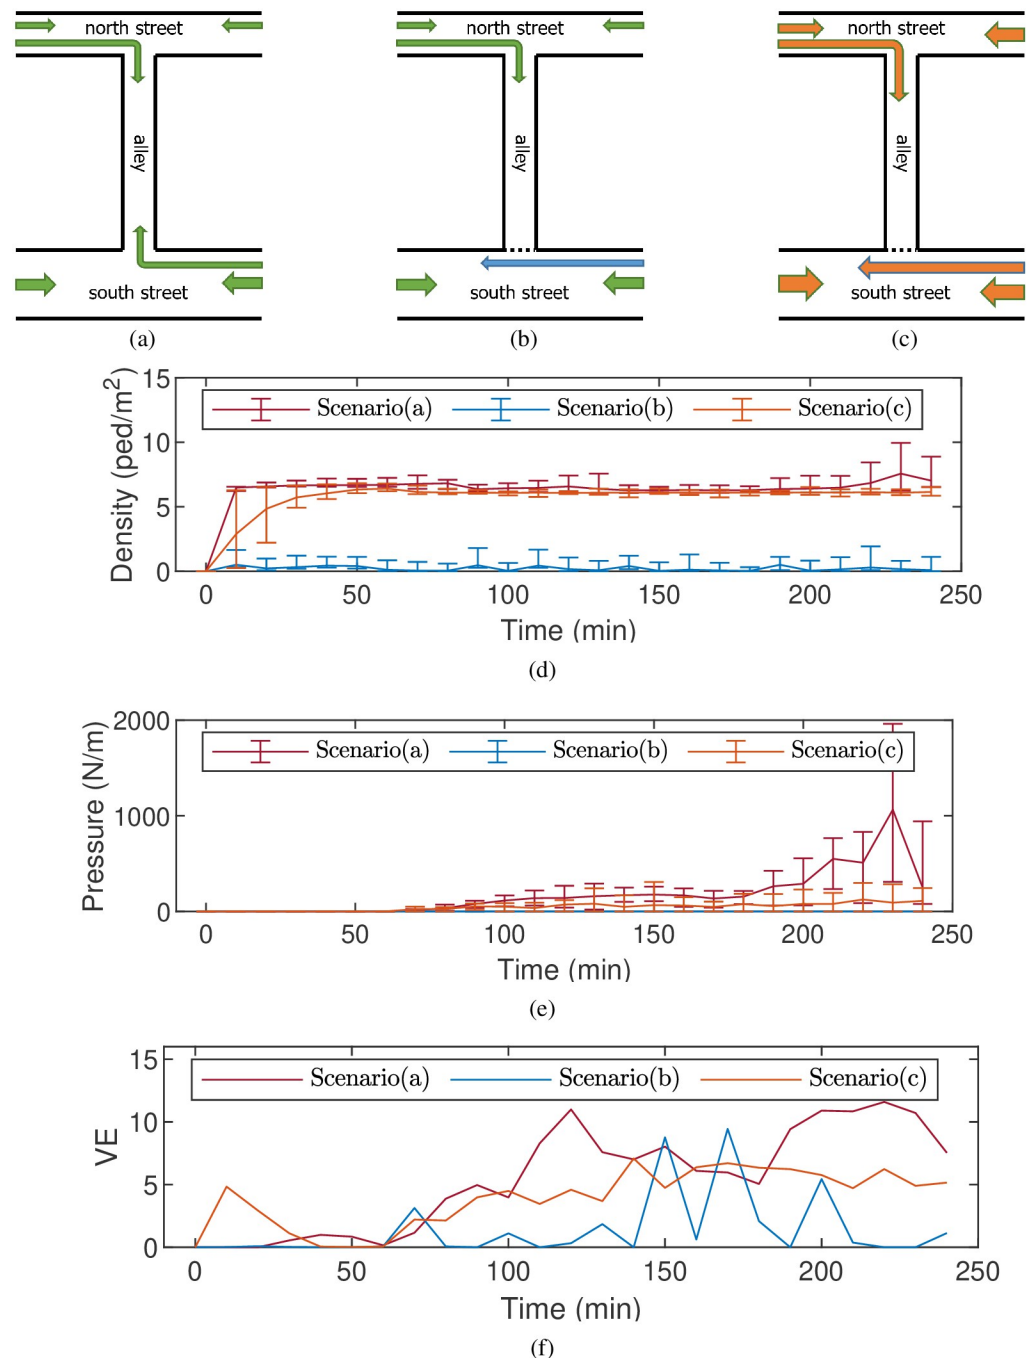 north street
north street
north street
alley
alley
alley
south street
south street
south street
(a)
(b)
(c)
Density (ped/m²)
15
10
5
0
Scenario(a)
Scenario(b)
Scenario(c)
0
50
100
150
200
250
Time (min)
(d)
Pressure (N/m)
2000
1000
0
Scenario(a)
Scenario(b)
Scenario(c)
0
50
100
150
200
250
Time (min)
(e)
VE
15
10
5
0
Scenario(a)
Scenario(b)
Scenario(c)
0
50
100
150
200
250
Time (min)
(f)